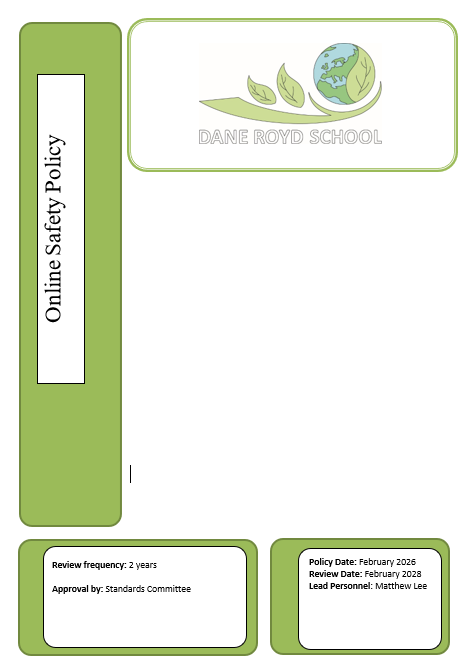 DANE ROYD SCHOOL
Online Safety Policy
Review frequency: 2 years
Approval by: Standards Committee
Policy Date: February 2026
Review Date: February 2028
Lead Personnel: Matthew Lee